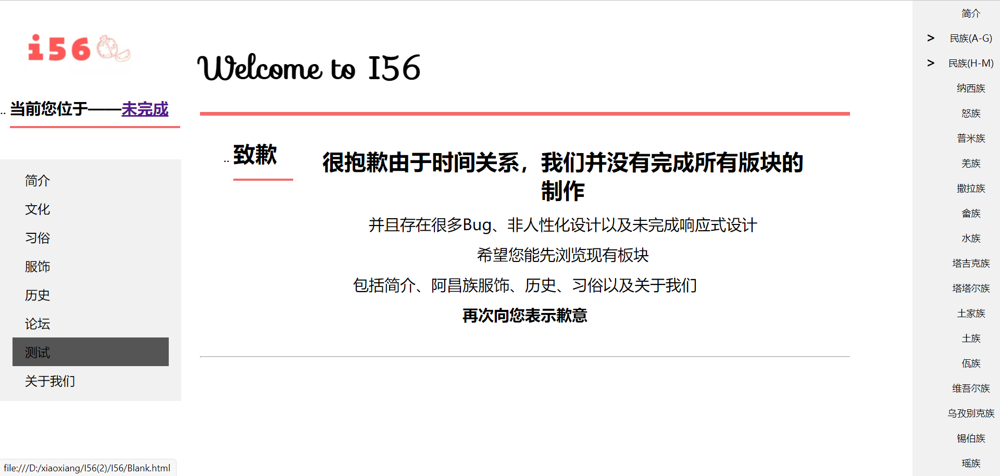 i56
.. 当前您位于——未完成
简介
文化
习俗
服饰
历史
论坛
测试
关于我们
Welcome to I56
.. 致歉
很抱歉由于时间关系，我们并没有完成所有版块的
制作
并且存在很多Bug、非人性化设计以及未完成响应式设计
希望您能先浏览现有板块
包括简介、阿昌族服饰、历史、习俗以及关于我们
再次向您表示歉意
简介
> 民族(A-G)
> 民族(H-M)
纳西族
怒族
普米族
羌族
撒拉族
畲族
水族
塔吉克族
塔塔尔族
土家族
土族
佤族
维吾尔族
乌孜别克族
锡伯族
瑶族
file:///D:/xiaoxiang/I56(2)/I56/Blank.html